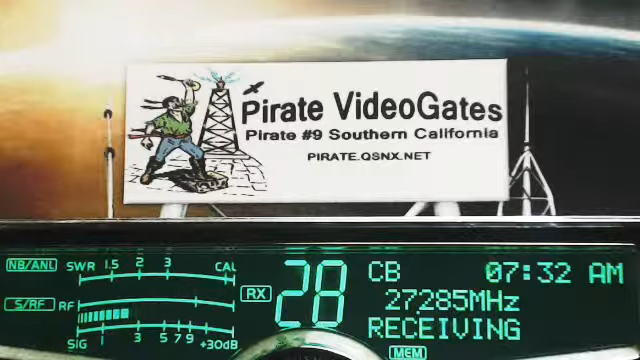 Pirate VideoGates
Pirate #9 Southern California
PIRATE.QSNX.NET
NB/ANL SWR 1.5 2 3 CAL
S/RF RF
SIG 1 3 5 7 9 +30dB
RX
28
CB 07:32 AM
27285MHz
RECEIVING
MEM